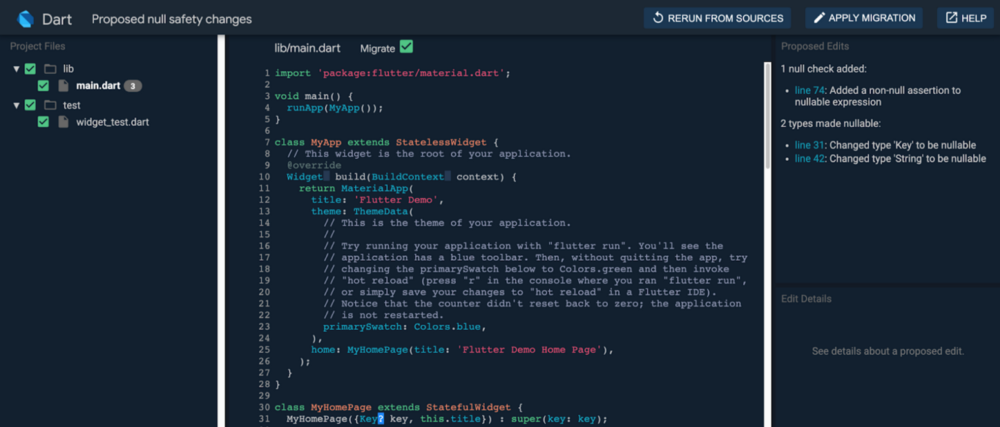 Dart Proposed null safety changes RERUN FROM SOURCES APPLY MIGRATION HELP
Project Files
lib
main.dart 3
test
widget_test.dart
lib/main.dart Migrate
1 import 'package:flutter/material.dart';
2
3 void main() {
4 runApp(MyApp());
5 }
6
7 class MyApp extends StatelessWidget {
8 // This widget is the root of your application.
9 @override
10 Widget build(BuildContext context) {
11 return MaterialApp(
12 title: 'Flutter Demo',
13 theme: ThemeData(
14 // This is the theme of your application.
15 //
16 // Try running your application with "flutter run". You'll see the
17 // application has a blue toolbar. Then, without quitting the app, try
18 // changing the primarySwatch below to Colors.green and then invoke
19 // "hot reload" (press "r" in the console where you ran "flutter run",
20 // or simply save your changes to "hot reload" in a Flutter IDE).
21 // Notice that the counter didn't reset back to zero; the application
22 // is not restarted.
23 primarySwatch: Colors.blue,
24 ),
25 home: MyHomePage(title: 'Flutter Demo Home Page'),
26 );
27 }
28 }
29
30 class MyHomePage extends StatefulWidget {
31 MyHomePage({Key? key, this.title}) : super(key: key);
Proposed Edits
1 null check added:
• line 74: Added a non-null assertion to
nullable expression
2 types made nullable:
• line 31: Changed type 'Key' to be nullable
• line 42: Changed type 'String' to be nullable
Edit Details
See details about a proposed edit.